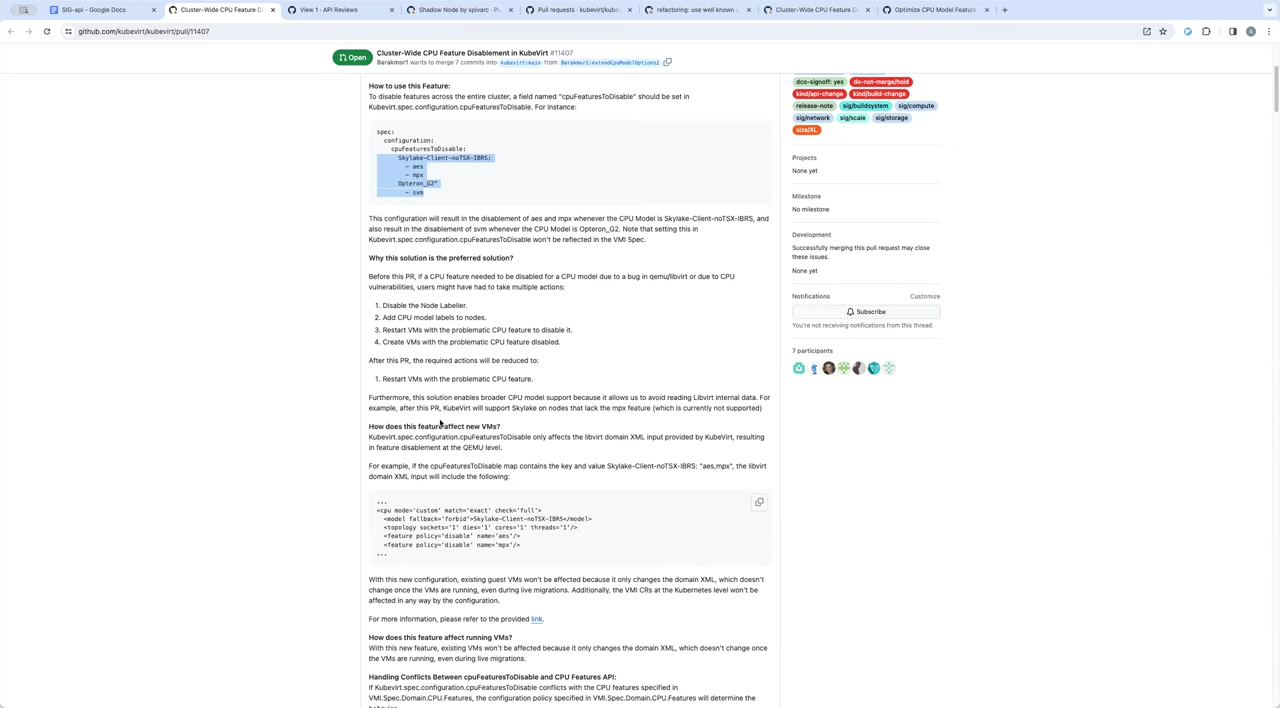 SIG-api - Google Docs
Cluster-Wide CPU Feature Di
View 1 · API Reviews
Shadow Node by xpivarc · Pu
Pull requests · kubevirt/kube
refactoring: use well known
Cluster-Wide CPU Feature D
Optimize CPU Model Feature
github.com/kubevirt/kubevirt/pull/11407
Open
Cluster-Wide CPU Feature Disablement in KubeVirt #11407
Barakmor1 wants to merge 7 commits into kubevirt:main from Barakmor1:extendCpuModelOptions2
How to use this Feature:
To disable features across the entire cluster, a field named "cpuFeaturesToDisable" should be set in
Kubevirt.spec.configuration.cpuFeaturesToDisable. For instance:
spec:
configuration:
cpuFeaturesToDisable:
Skylake-Client-noTSX-IBRS:
- aes
- mpx
Opteron_G2"
- svm
This configuration will result in the disablement of aes and mpx whenever the CPU Model is Skylake-Client-noTSX-IBRS, and
also result in the disablement of svm whenever the CPU Model is Opteron_G2. Note that setting this in
Kubevirt.spec.configuration.cpuFeaturesToDisable won't be reflected in the VMI Spec.
Why this solution is the preferred solution?
Before this PR, if a CPU feature needed to be disabled for a CPU model due to a bug in qemu/libvirt or due to CPU
vulnerabilities, users might have had to take multiple actions:
1. Disable the Node Labeller.
2. Add CPU model labels to nodes.
3. Restart VMs with the problematic CPU feature to disable it.
4. Create VMs with the problematic CPU feature disabled.
After this PR, the required actions will be reduced to:
1. Restart VMs with the problematic CPU feature.
Furthermore, this solution enables broader CPU model support because it allows us to avoid reading Libvirt internal data. For
example, after this PR, KubeVirt will support Skylake on nodes that lack the mpx feature (which is currently not supported)
How does this feature affect new VMs?
Kubevirt.spec.configuration.cpuFeaturesToDisable only affects the libvirt domain XML input provided by KubeVirt, resulting
in feature disablement at the QEMU level.
For example, if the cpuFeaturesToDisable map contains the key and value Skylake-Client-noTSX-IBRS: "aes,mpx", the libvirt
domain XML input will include the following:
...
<cpu mode='custom' match='exact' check='full'>
<model fallback='forbid'>Skylake-Client-noTSX-IBRS</model>
<topology sockets='1' dies='1' cores='1' threads='1'/>
<feature policy='disable' name='aes'/>
<feature policy='disable' name='mpx'/>
...
With this new configuration, existing guest VMs won't be affected because it only changes the domain XML, which doesn't
change once the VMs are running, even during live migrations. Additionally, the VMI CRs at the Kubernetes level won't be
affected in any way by the configuration.
For more information, please refer to the provided link.
How does this feature affect running VMs?
With this new feature, existing VMs won't be affected because it only changes the domain XML, which doesn't change once
the VMs are running, even during live migrations.
Handling Conflicts Between cpuFeaturesToDisable and CPU Features API:
If Kubevirt.spec.configuration.cpuFeaturesToDisable conflicts with the CPU features specified in
VMI.Spec.Domain.CPU.Features, the configuration policy specified in VMI.Spec.Domain.CPU.Features will determine the
dco-signoff: yes do-not-merge/hold
kind/api-change kind/build-change
release-note sig/buildsystem sig/compute
sig/network sig/scale sig/storage
size/XL
Projects
None yet
Milestone
No milestone
Development
Successfully merging this pull request may close
these issues.
None yet
Notifications Customize
Subscribe
You're not receiving notifications from this thread.
7 participants